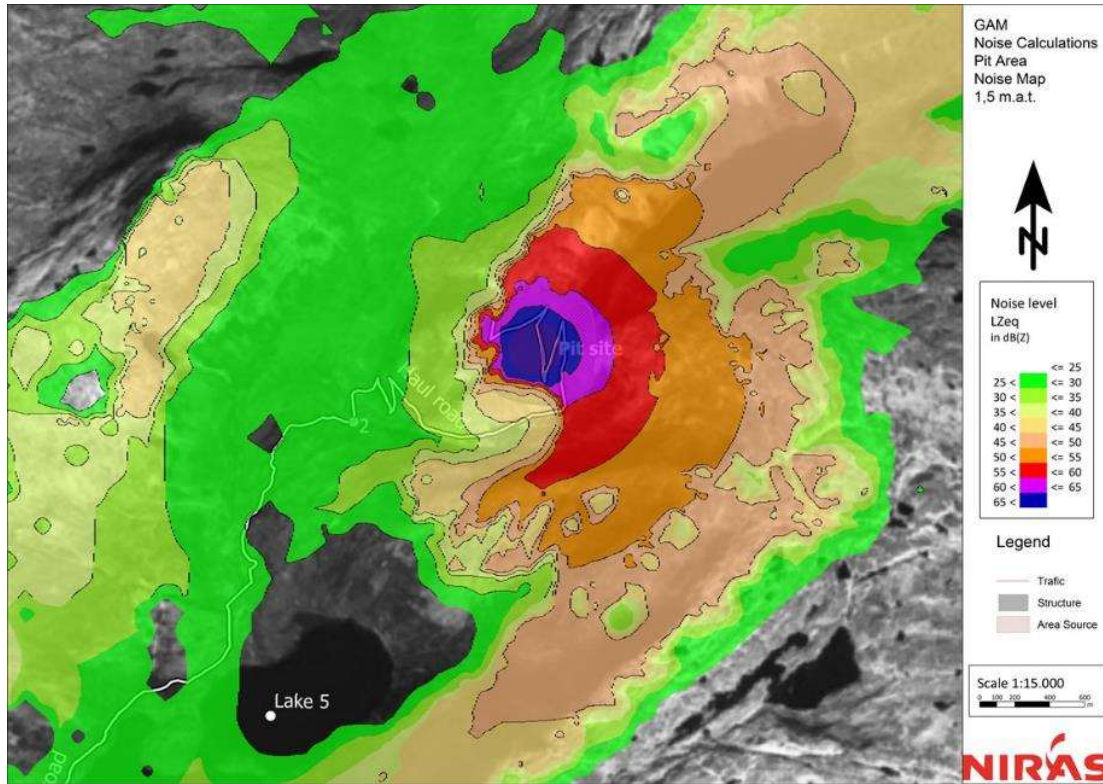 GAM
Noise Calculations
Pit Area
Noise Map
1,5 m.a.t.
N
Noise level
LZeq
in dB(Z)
<= 25
25 < <= 30
30 < <= 35
35 < <= 40
40 < <= 45
45 < <= 50
50 < <= 55
55 < <= 60
60 < <= 65
65 <
Legend
Trafic
Structure
Area Source
Scale 1:15.000
0 100 200 400 600
m
NIRAS
Pit site
Haul road
2
Lake 5
road